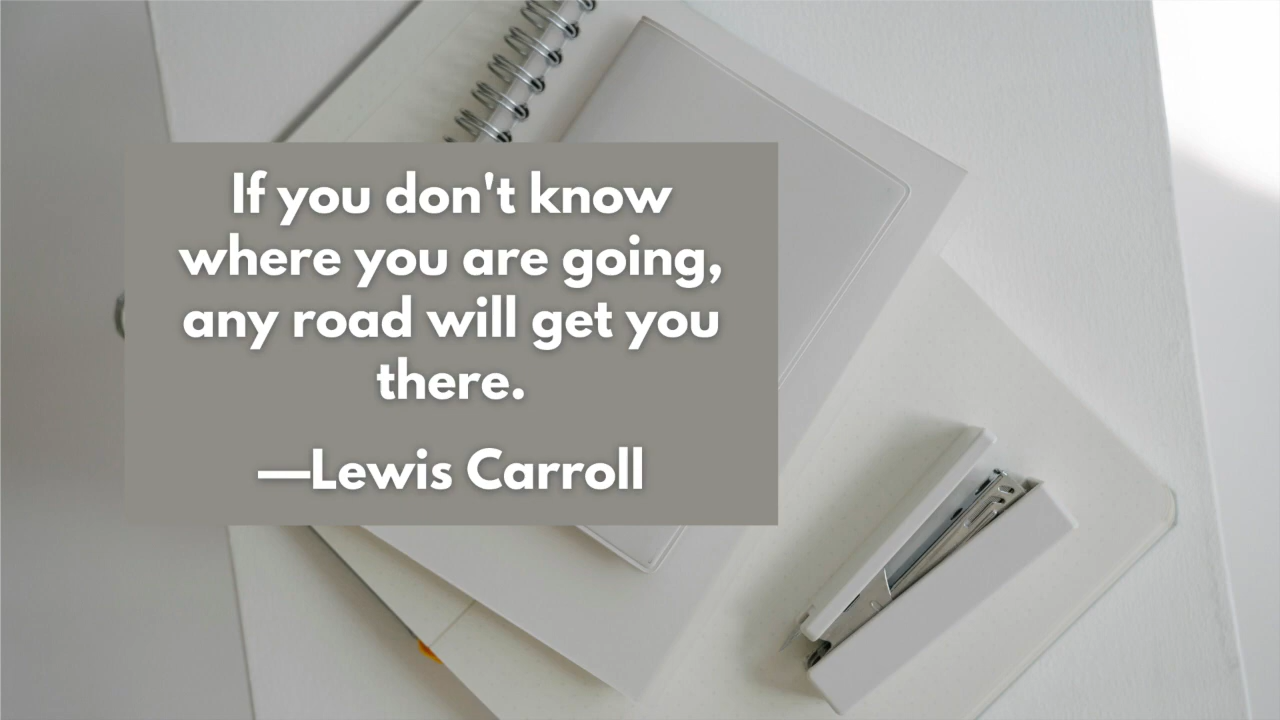 If you don't know
where you are going,
any road will get you
there.
—Lewis Carroll